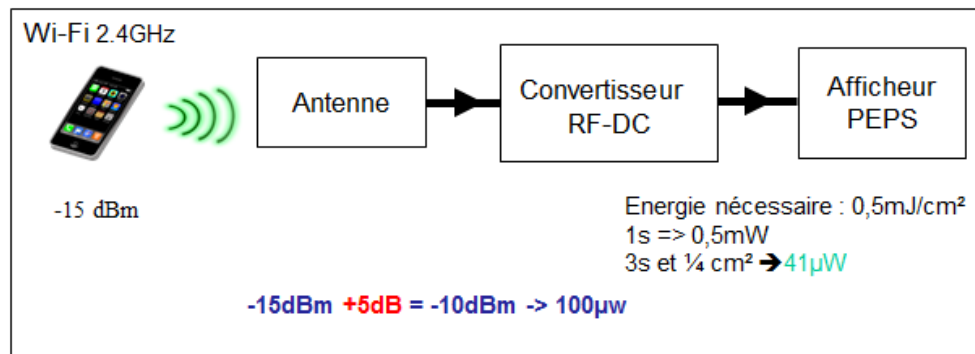 Wi-Fi 2.4GHz
Antenne
Convertisseur
RF-DC
Afficheur
PEPS
-15 dBm
Energie nécessaire : 0,5mJ/cm²
1s => 0,5mW
3s et ¼ cm² ➔41µW
-15dBm +5dB = -10dBm -> 100µw